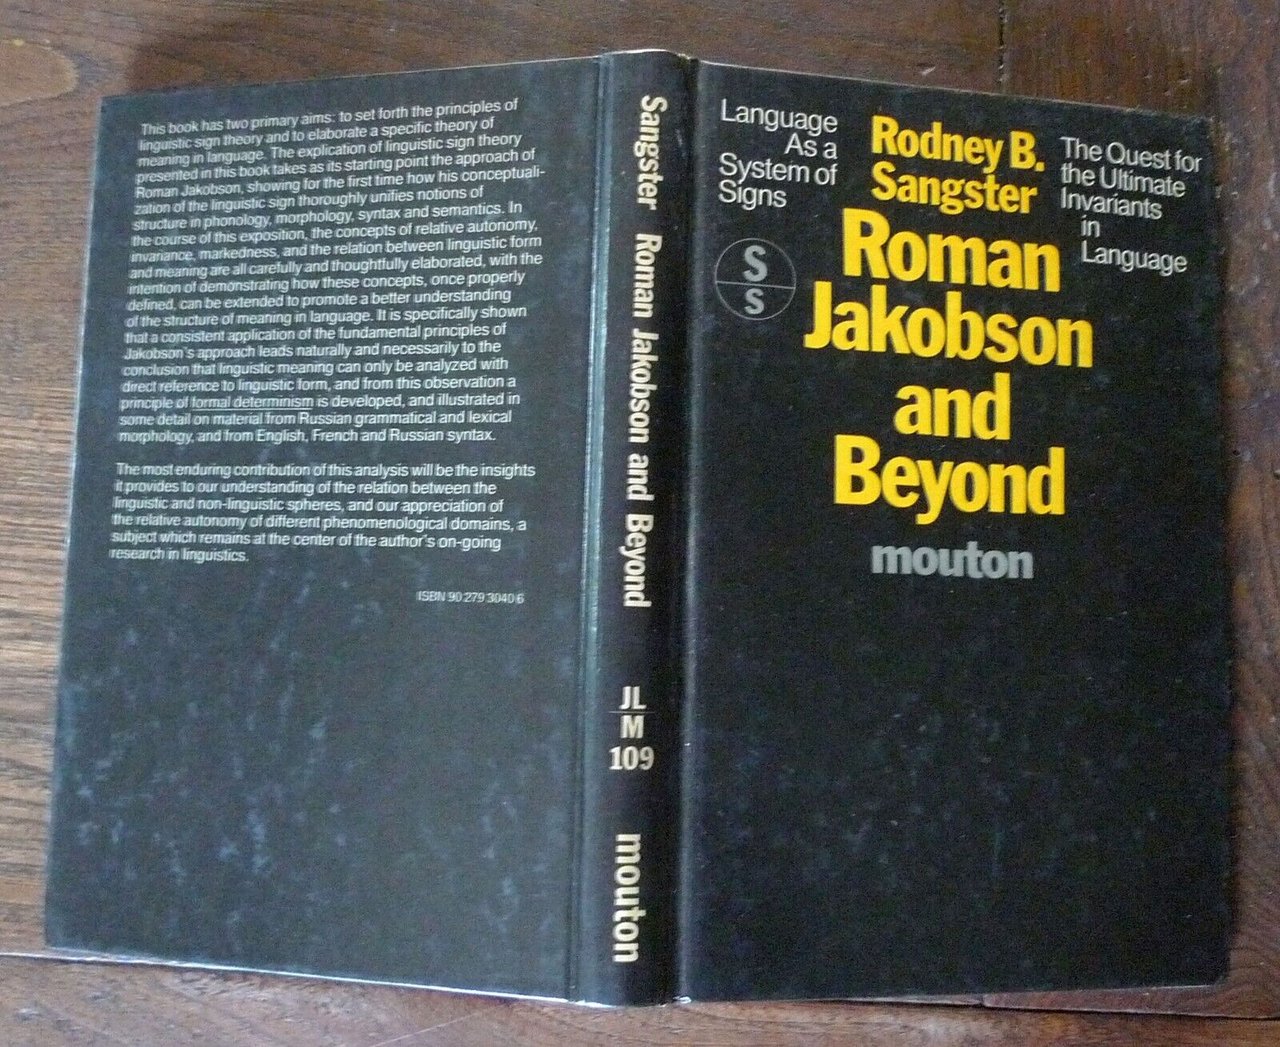 This book has two primary aims: to set forth the principles of
linguistic sign theory and to elaborate a specific theory of
meaning in language. The explication of linguistic sign theory
presented in this book takes as its starting point the approach of
Roman Jakobson, showing for the first time how his conceptuali-
zation of the linguistic sign thoroughly unifies notions of
structure in phonology, morphology, syntax and semantics. In
the course of this exposition, the concepts of relative autonomy,
invariance, markedness, and the relation between linguistic form
and meaning are all carefully and thoughtfully elaborated, with the
intention of demonstrating how these concepts, once properly
defined, can be extended to promote a better understanding
of the structure of meaning in language. It is specifically shown
that a consistent application of the fundamental principles of
Jakobson's approach leads naturally and necessarily to the
conclusion that linguistic meaning can only be analyzed with
direct reference to linguistic form, and from this observation a
principle of formal determinism is developed, and illustrated in
some detail on material from Russian grammatical and lexical
morphology, and from English, French and Russian syntax.
The most enduring contribution of this analysis will be the insights
it provides to our understanding of the relation between the
linguistic and non-linguistic spheres, and our appreciation of
the relative autonomy of different phenomenological domains, a
subject which remains at the center of the author's on-going
research in linguistics.
ISBN 90 279 3040 6
Sangster Roman Jakobson and Beyond
JL
M
109
mouton
Language
As a
System of
Signs
S
S
Rodney B.
Sangster
The Quest for
the Ultimate
Invariants
in
Language
Roman
Jakobson
and
Beyond
mouton